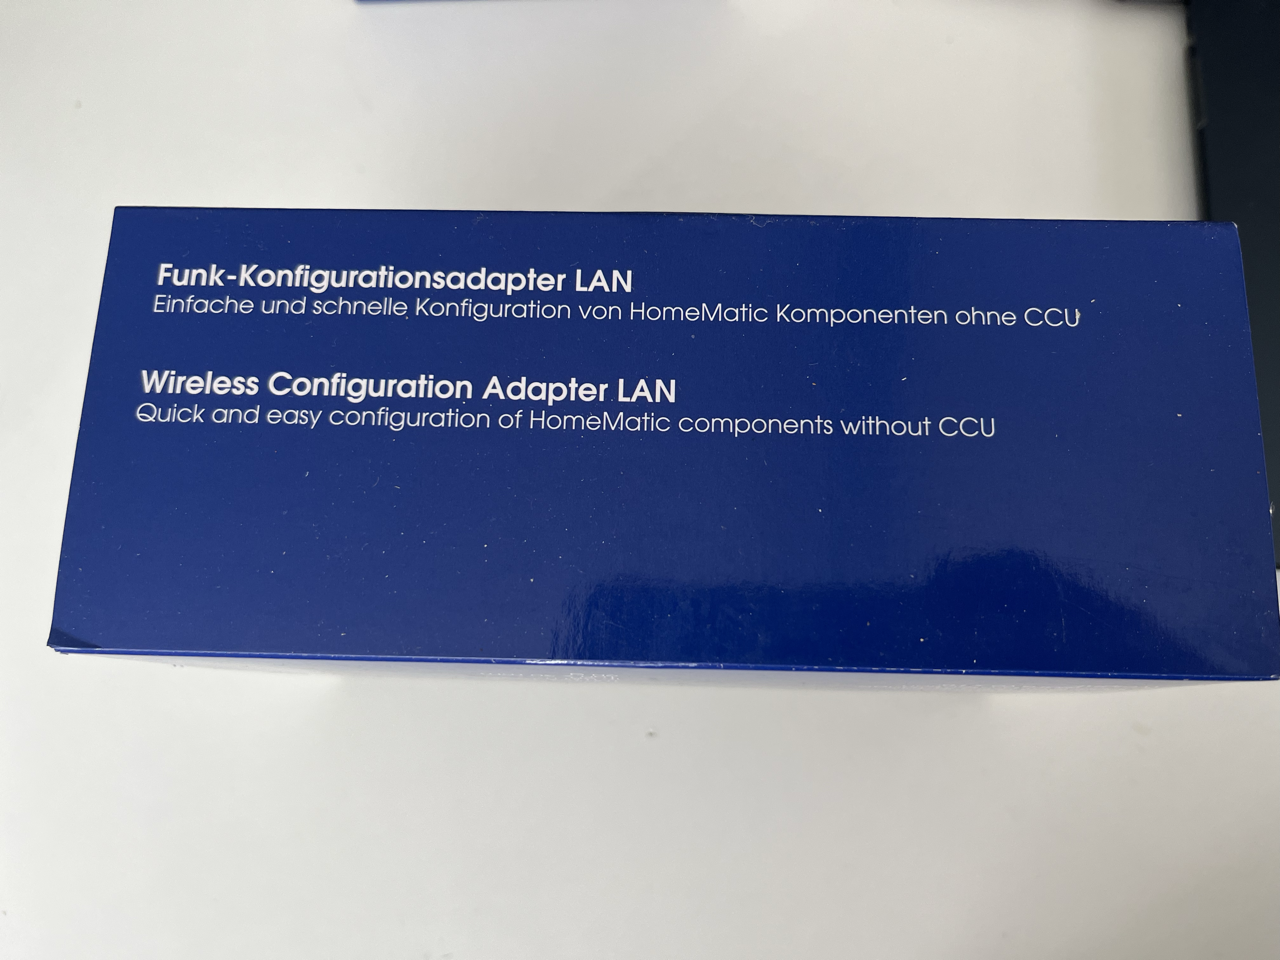 Funk-Konfigurationsadapter LAN
Einfache und schnelle Konfiguration von HomeMatic Komponenten ohne CCU
Wireless Configuration Adapter LAN
Quick and easy configuration of HomeMatic components without CCU